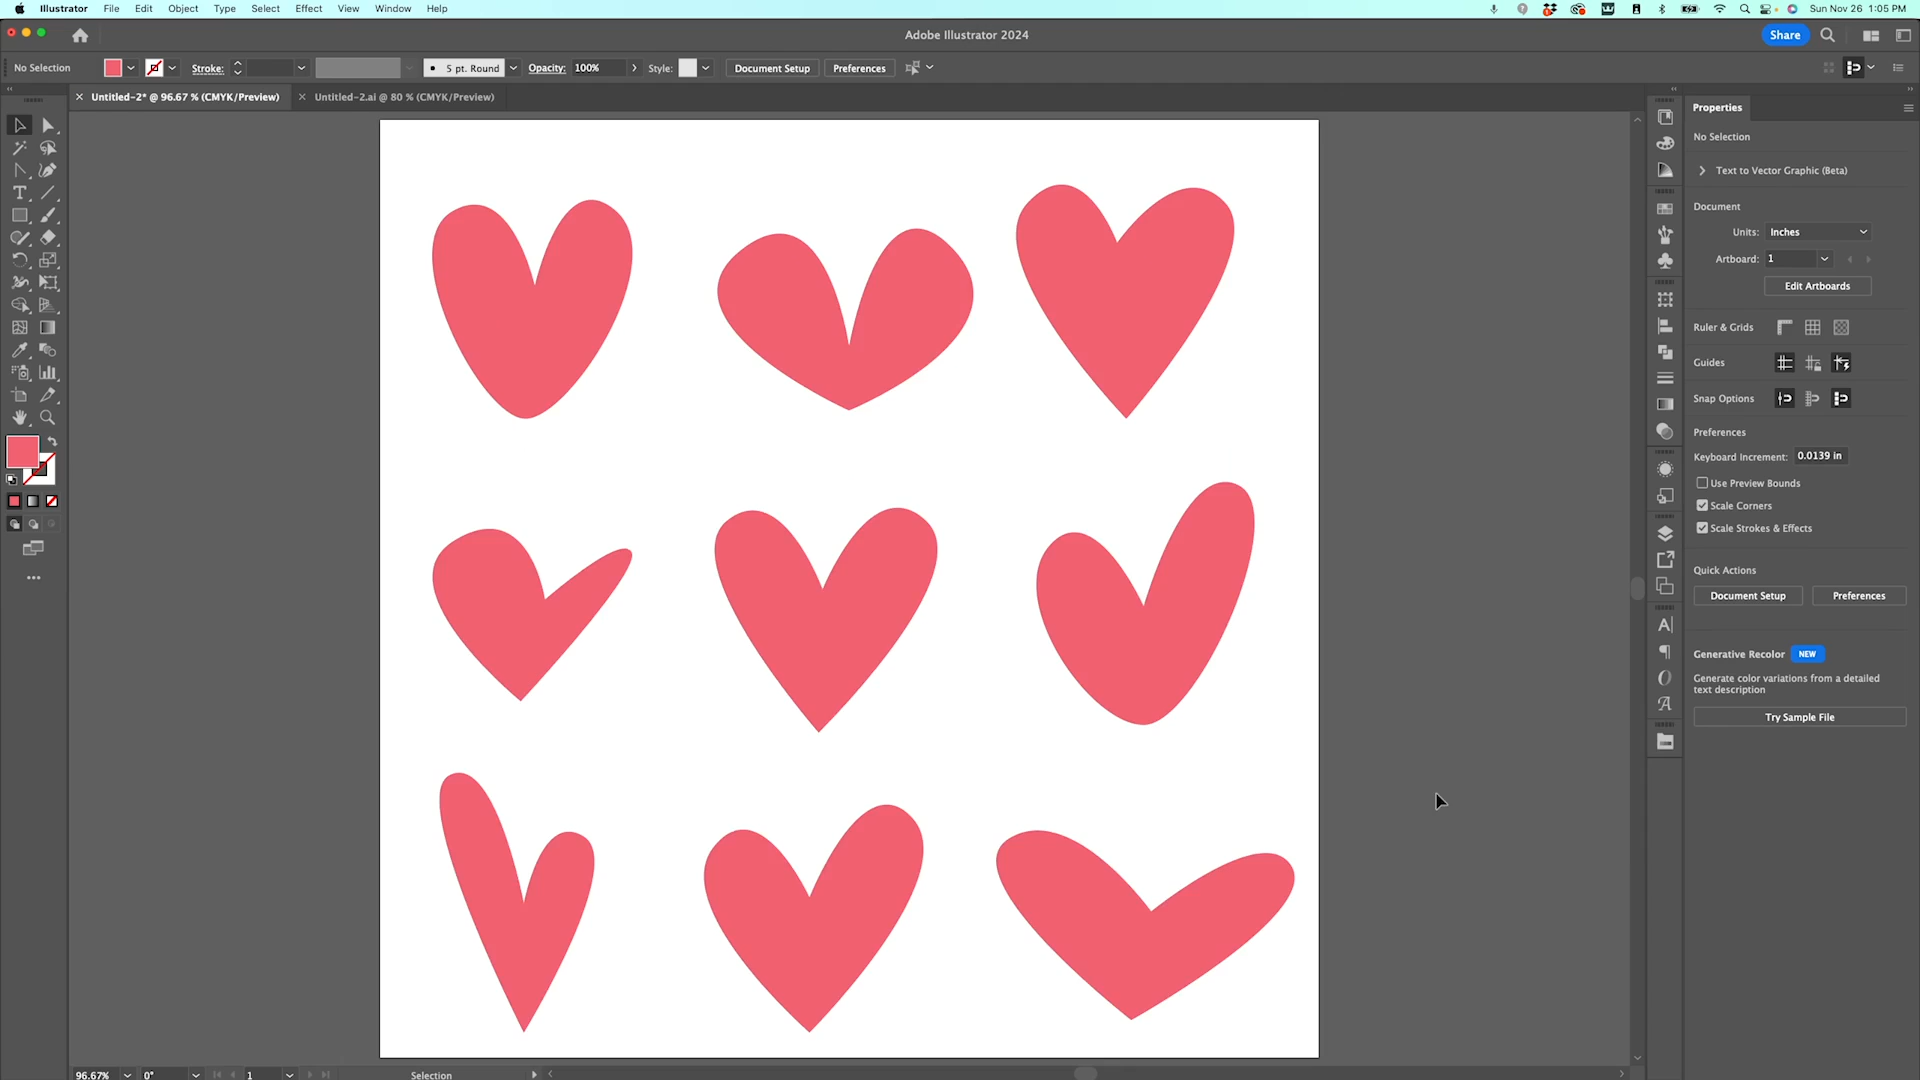 Illustrator File Edit Object Type Select Effect View Window Help
Sun Nov 26 1:05 PM
Adobe Illustrator 2024
Share
No Selection
Stroke:
5 pt. Round
Opacity: 100%
Style:
Document Setup
Preferences
Untitled-2* @ 96.67 % (CMYK/Preview)
Untitled-2.ai @ 80 % (CMYK/Preview)
Properties
No Selection
Text to Vector Graphic (Beta)
Document
Units: Inches
Artboard: 1
Edit Artboards
Ruler & Grids
Guides
Snap Options
Preferences
Keyboard Increment: 0.0139 in
Use Preview Bounds
Scale Corners
Scale Strokes & Effects
Quick Actions
Document Setup
Preferences
Generative Recolor NEW
Generate color variations from a detailed
text description
Try Sample File
96.67%
0°
1
Selection